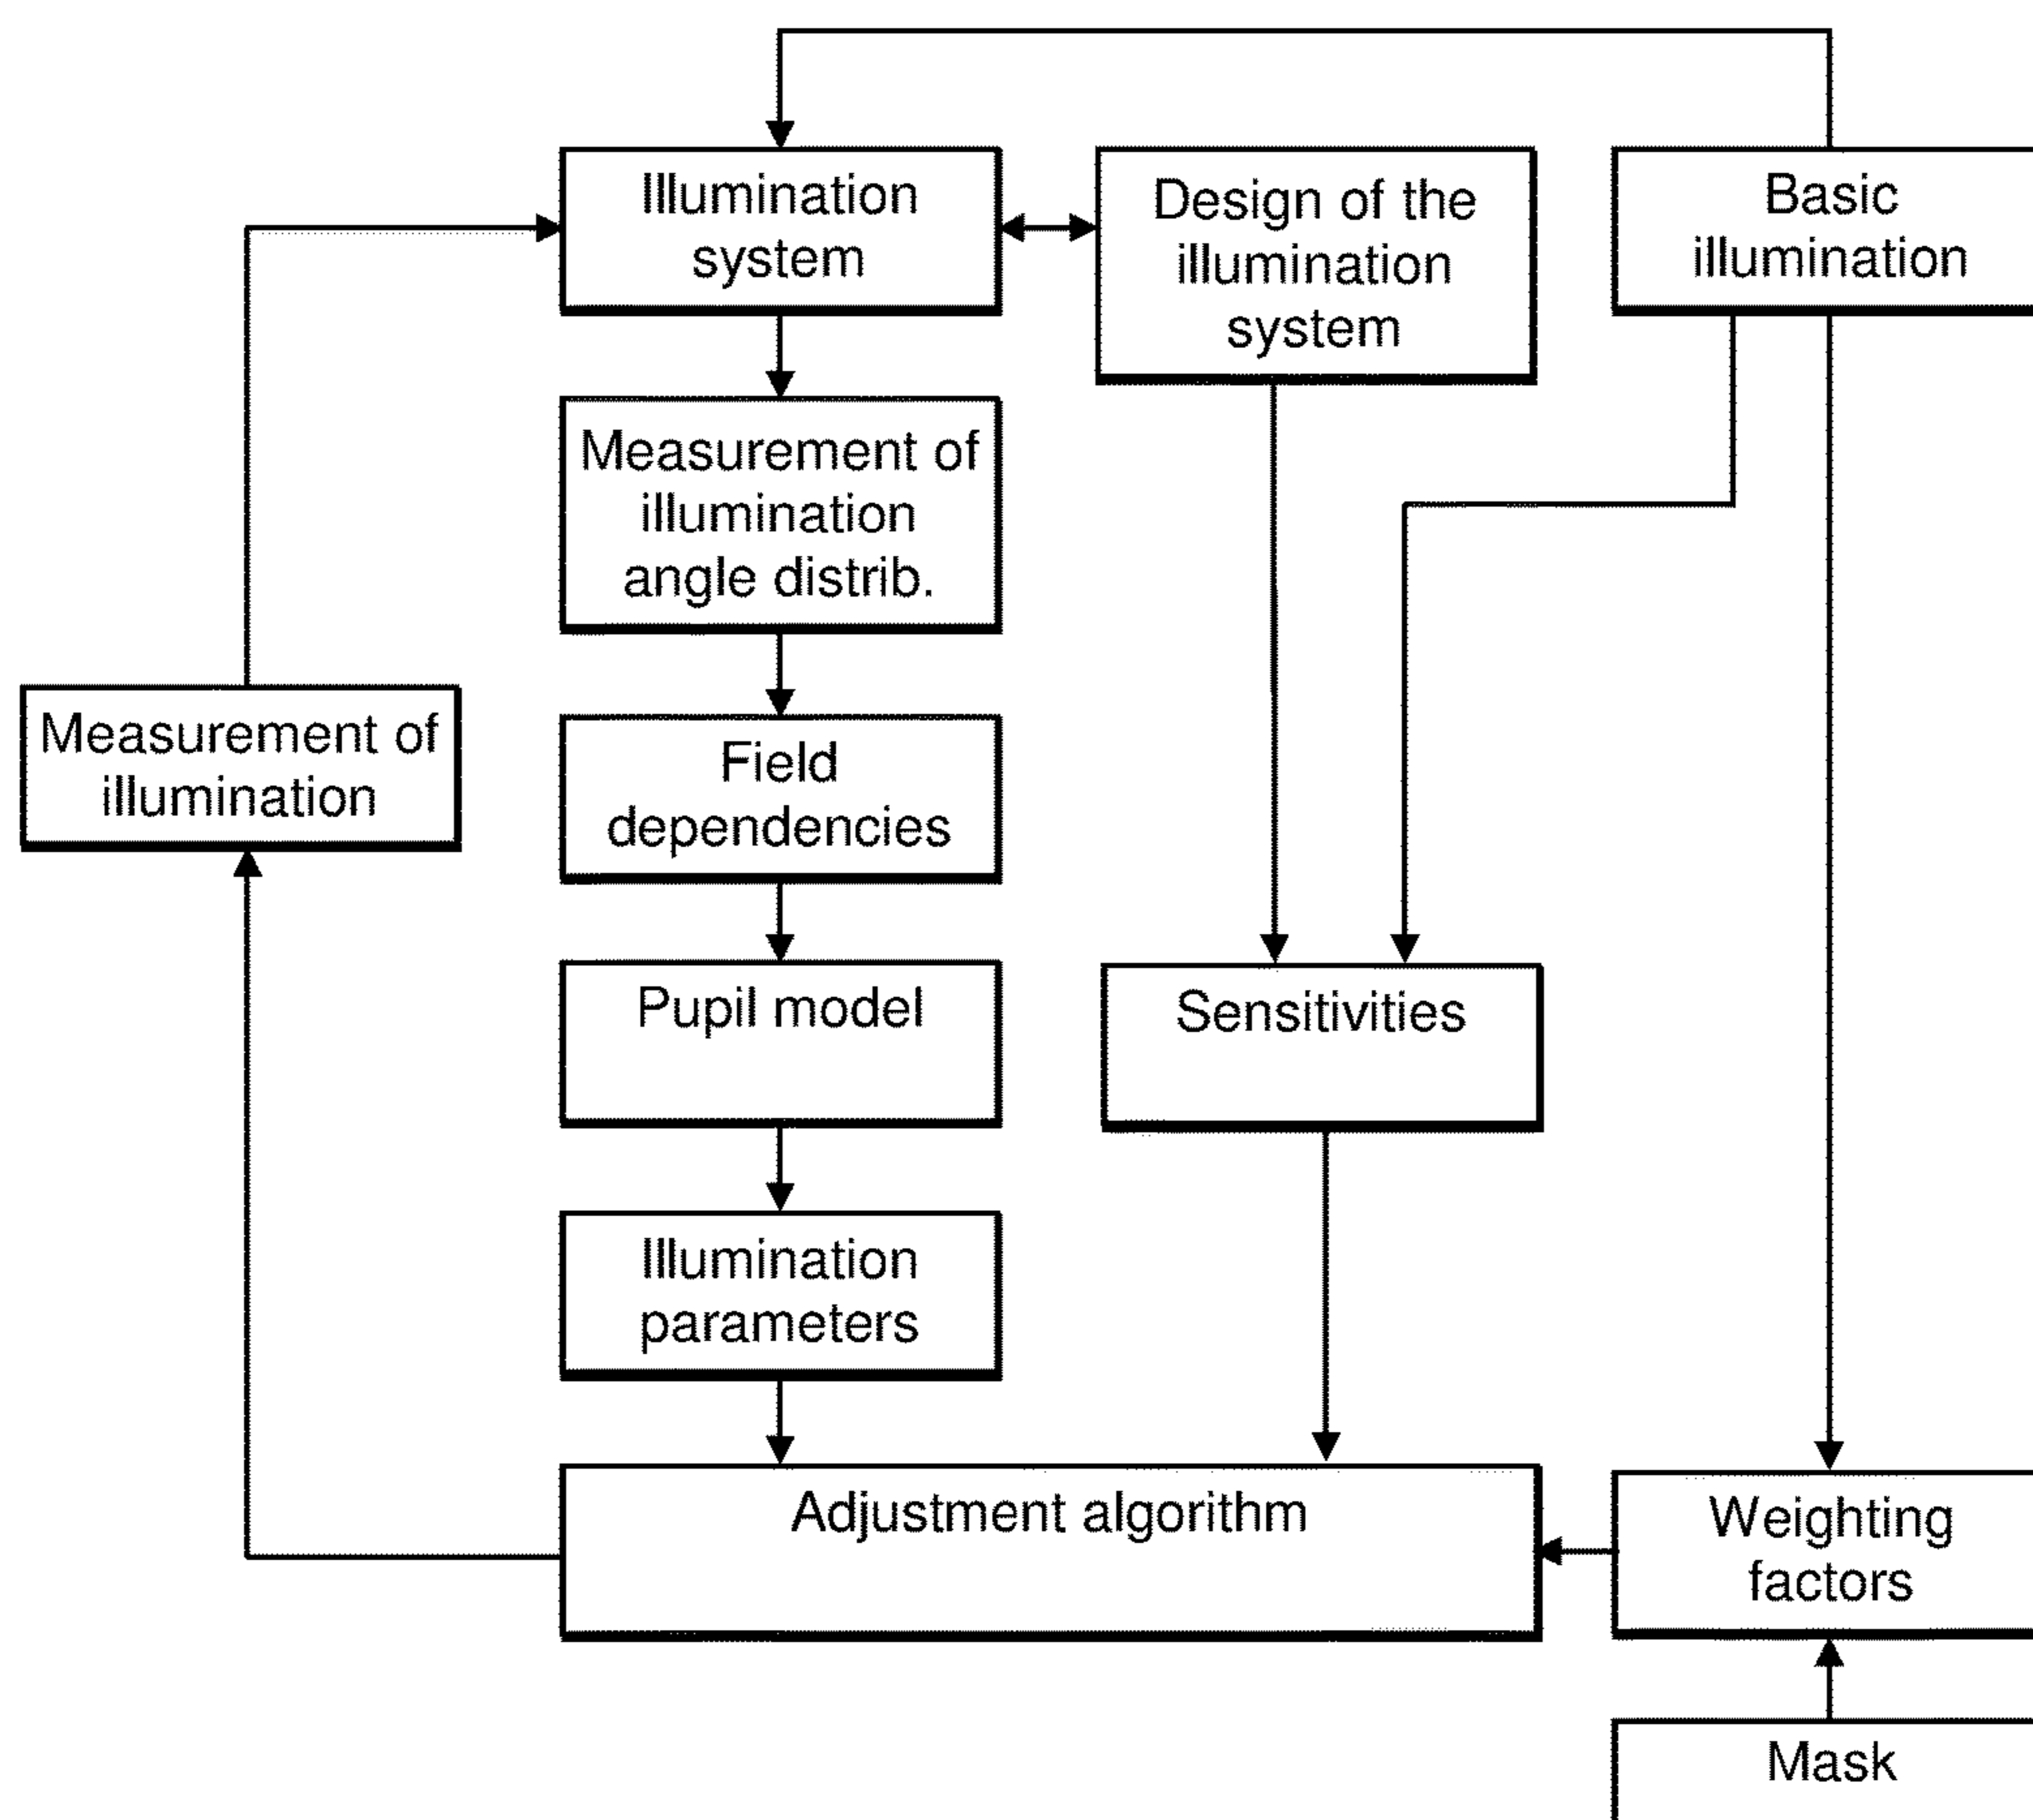 Illumination
system
Design of the
illumination
system
Basic
illumination
Measurement of
illumination
angle distrib.
Measurement of
illumination
Field
dependencies
Pupil model
Sensitivities
Illumination
parameters
Adjustment algorithm
Weighting
factors
Mask